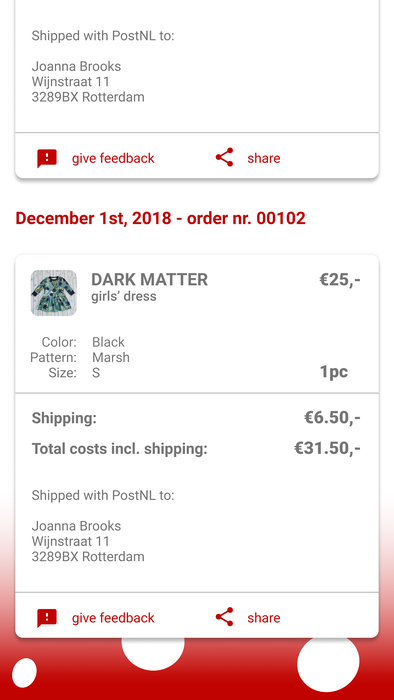 Shipped with PostNL to:
Joanna Brooks
Wijnstraat 11
3289BX Rotterdam
give feedback
share
December 1st, 2018 - order nr. 00102
DARK MATTER €25,-
girls’ dress
Color: Black
Pattern: Marsh
Size: S 1pc
Shipping: €6.50,-
Total costs incl. shipping: €31.50,-
Shipped with PostNL to:
Joanna Brooks
Wijnstraat 11
3289BX Rotterdam
give feedback
share